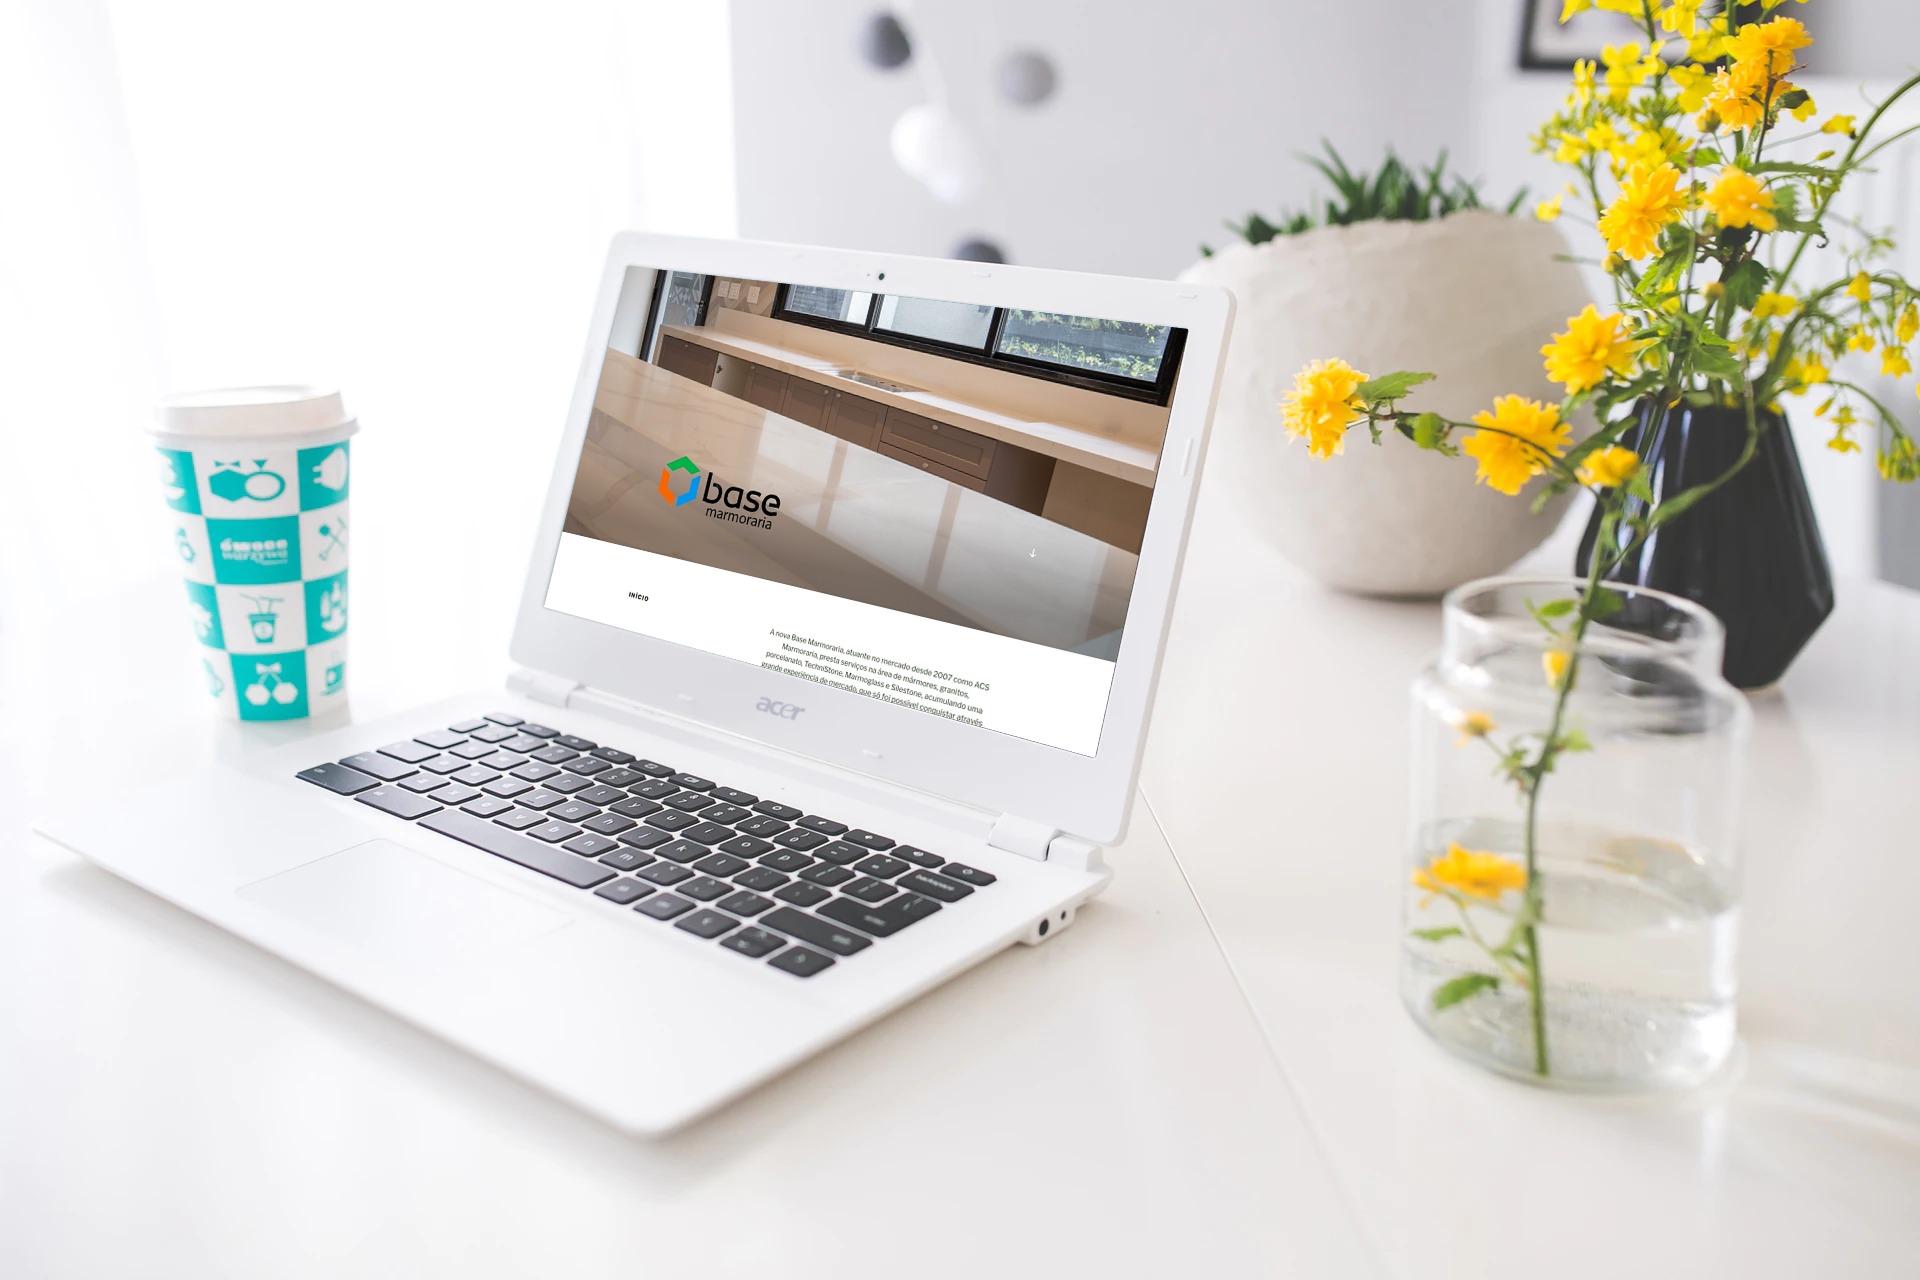 base
marmoraria
INÍCIO
A nova Base Marmoraria, atuante no mercado desde 2007 como ACS
Marmoraria, presta serviços na área de mármores, granitos,
porcelanato, TechniStone, Marmoglass e Silestone, acumulando uma
grande experiência de mercado, que só foi possível conquistar através
acer
backspace